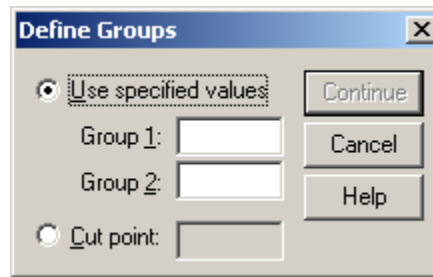 Define Groups
Use specified values
Continue
Group 1:
Cancel
Group 2:
Help
Cut point: